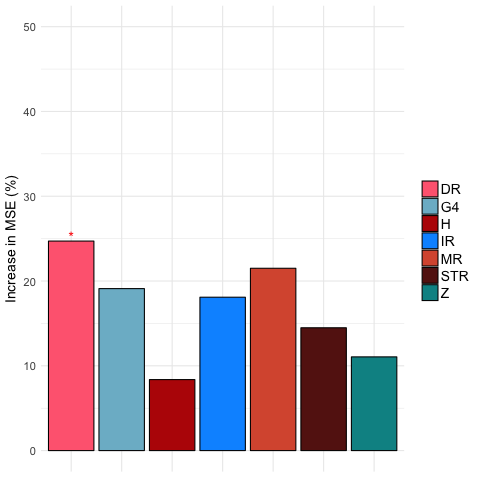 50
40
30
20
10
0
Increase in MSE (%)
*
DR
G4
H
IR
MR
STR
Z